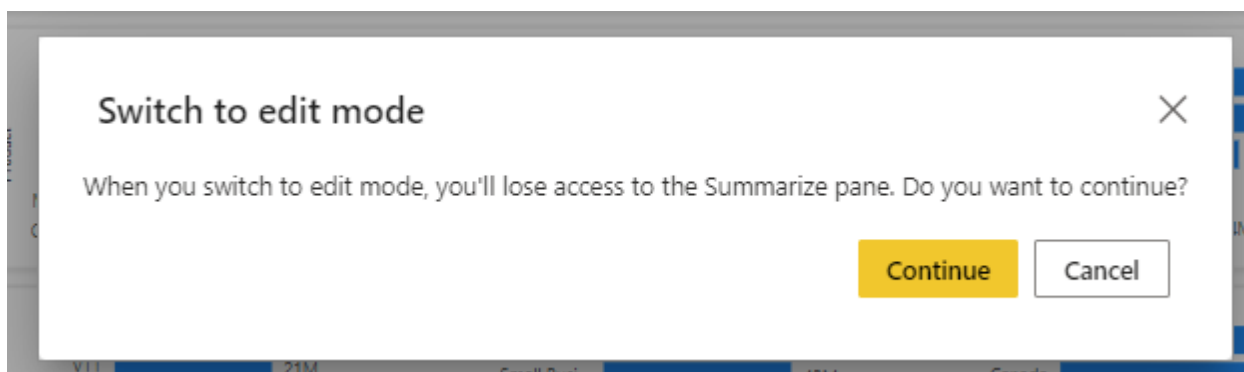 Switch to edit mode
When you switch to edit mode, you'll lose access to the Summarize pane. Do you want to continue?
Continue
Cancel
21M